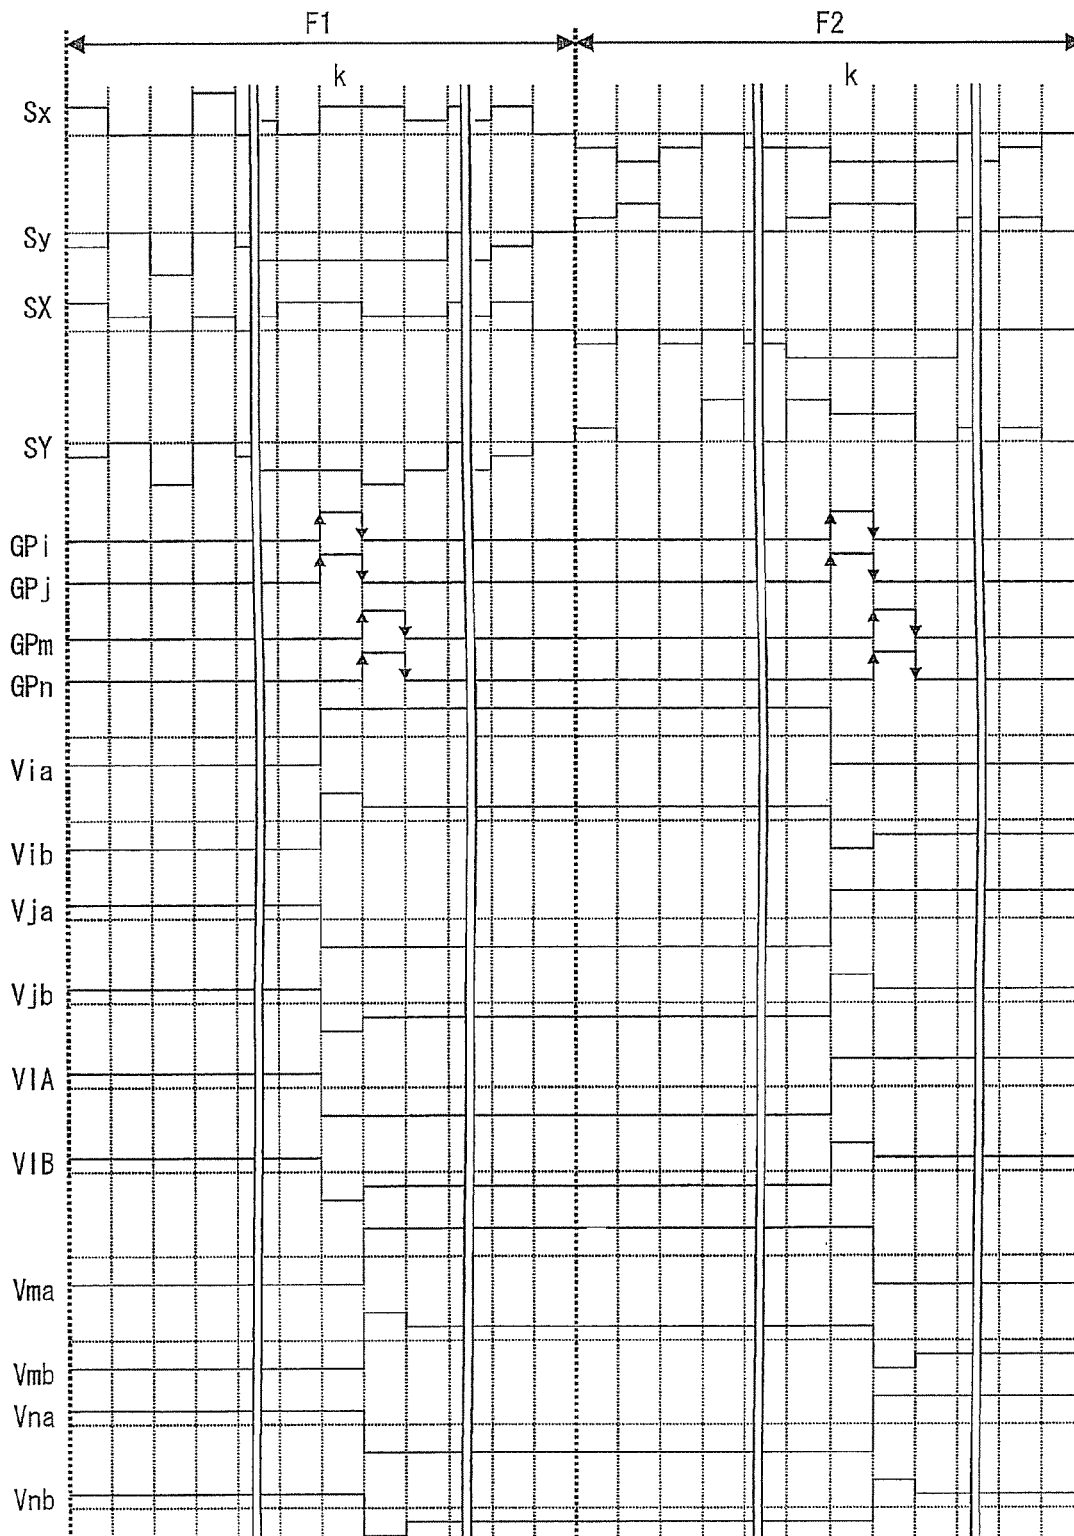 F1 F2
k k
Sx
Sy
SX
SY
GPi
GPj
GPm
GPn
Via
Vib
Vja
Vjb
VIA
VIB
Vma
Vmb
Vna
Vnb